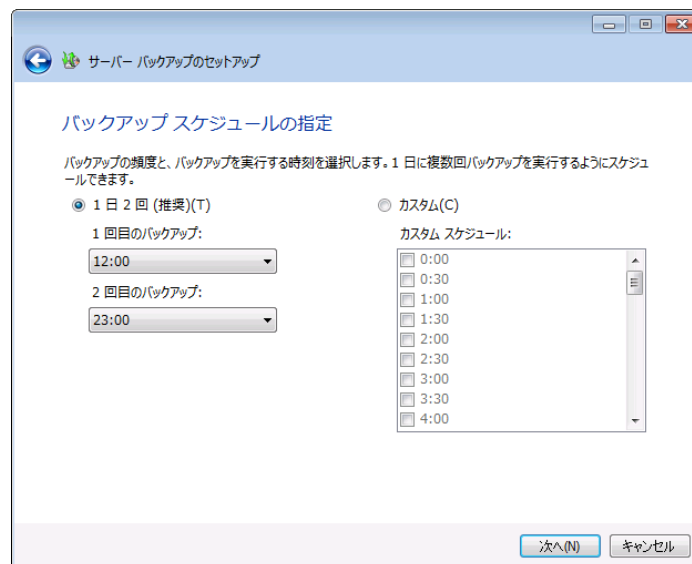 サーバー バックアップのセットアップ
バックアップ スケジュールの指定
バックアップの頻度と、バックアップを実行する時刻を選択します。1 日に複数回バックアップを実行するようにスケジュ
ールできます。
1 日 2 回 (推奨)(T)
1 回目のバックアップ:
12:00
2 回目のバックアップ:
23:00
カスタム(C)
カスタム スケジュール:
0:00
0:30
1:00
1:30
2:00
2:30
3:00
3:30
4:00
次へ(N)
キャンセル